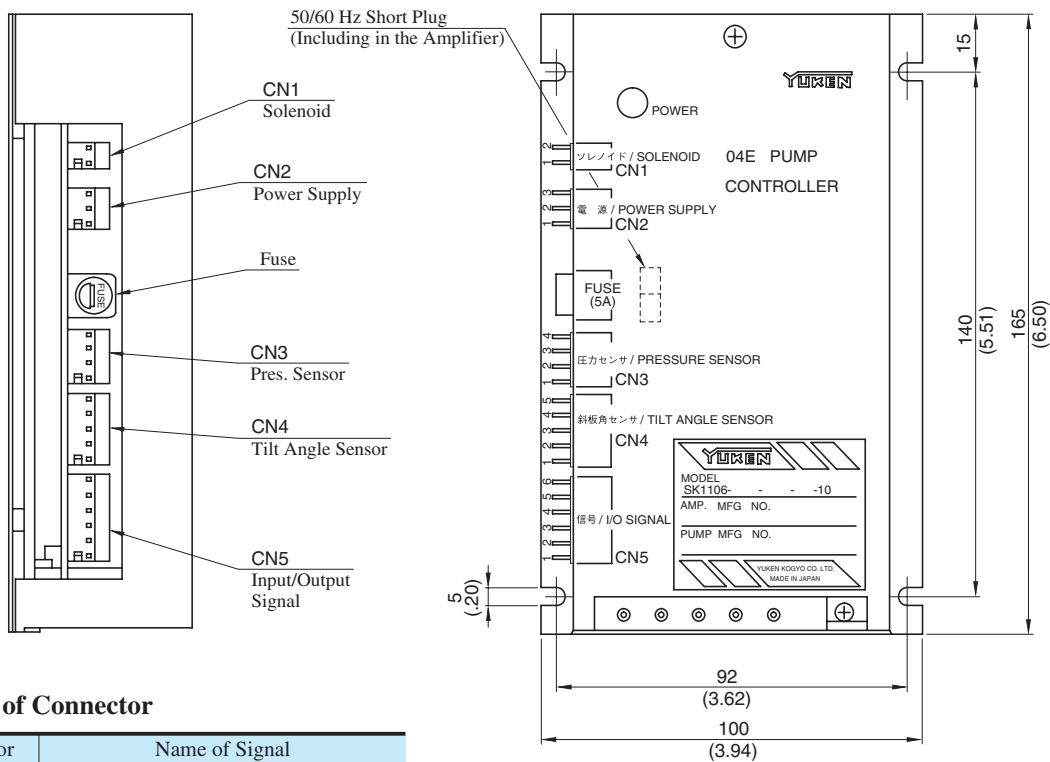 50/60 Hz Short Plug
(Including in the Amplifier)
CN1
Solenoid
CN2
Power Supply
Fuse
FUSE
CN3
Pres. Sensor
CN4
Tilt Angle Sensor
CN5
Input/Output
Signal
YUKEN
POWER
2
1
ソレノイド / SOLENOID
CN1
04E PUMP
CONTROLLER
3
2
1
電 源 / POWER SUPPLY
CN2
FUSE
(5A)
4
3
2
1
圧力センサ / PRESSURE SENSOR
CN3
5
4
3
2
1
斜板角センサ / TILT ANGLE SENSOR
CN4
6
5
4
3
2
1
信号 / I/O SIGNAL
CN5
YUKEN
MODEL
SK1106- - - -10
AMP. MFG NO.
PUMP MFG NO.
YUKEN KOGYO CO. LTD.
MADE IN JAPAN
15
140
(5.51)
165
(6.50)
5
(.20)
92
(3.62)
100
(3.94)
of Connector
or
Name of Signal